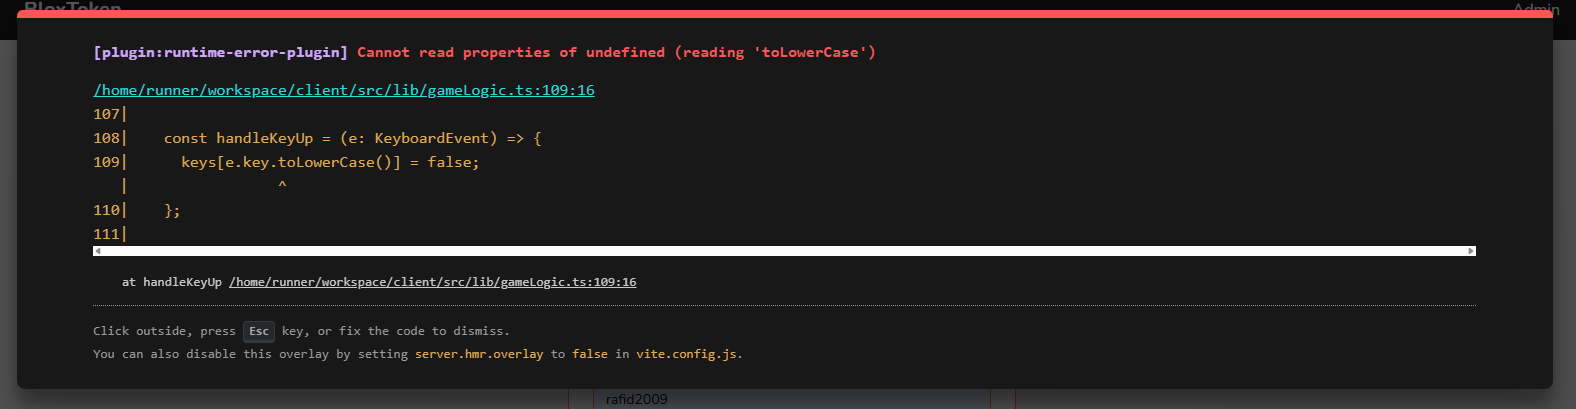 BloxToken
Admin
[plugin:runtime-error-plugin] Cannot read properties of undefined (reading 'toLowerCase')
/home/runner/workspace/client/src/lib/gameLogic.ts:109:16
107|
108|    const handleKeyUp = (e: KeyboardEvent) => {
109|      keys[e.key.toLowerCase()] = false;
|                 ^
110|    };
111|
at handleKeyUp /home/runner/workspace/client/src/lib/gameLogic.ts:109:16
Click outside, press Esc key, or fix the code to dismiss.
You can also disable this overlay by setting server.hmr.overlay to false in vite.config.js.
rafid2009